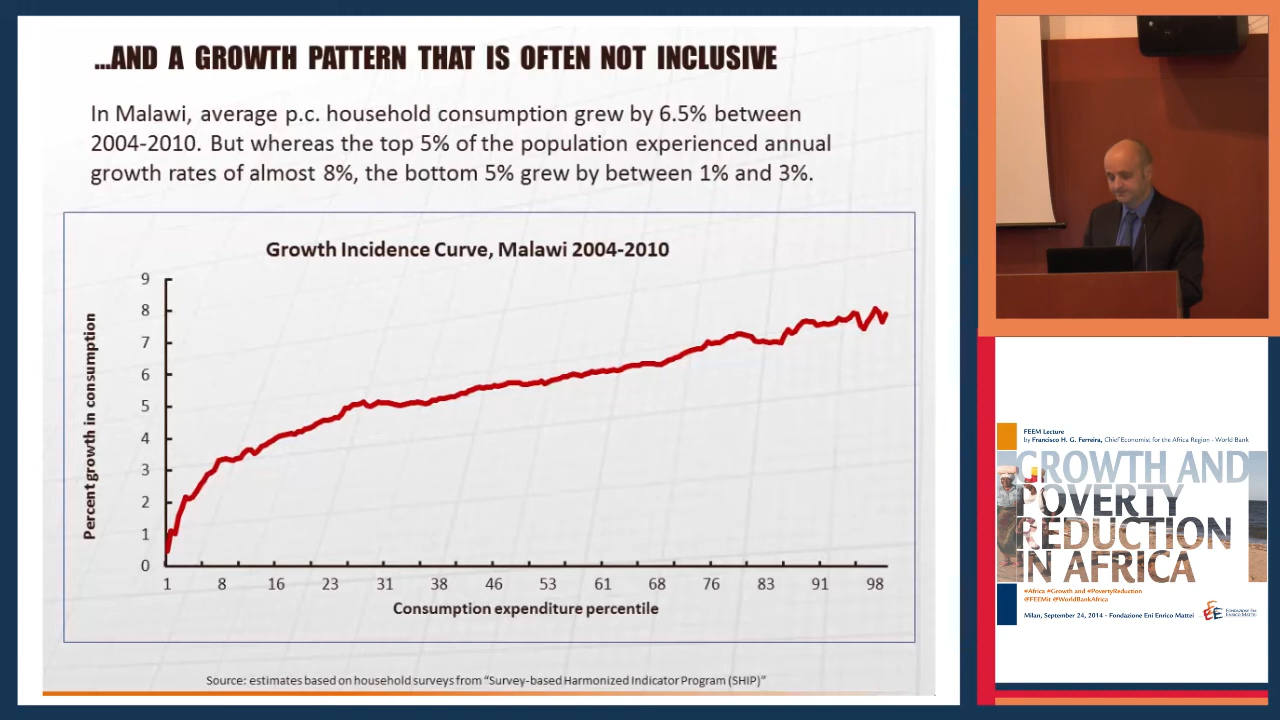 ...AND A GROWTH PATTERN THAT IS OFTEN NOT INCLUSIVE
In Malawi, average p.c. household consumption grew by 6.5% between
2004-2010. But whereas the top 5% of the population experienced annual
growth rates of almost 8%, the bottom 5% grew by between 1% and 3%.
Growth Incidence Curve, Malawi 2004-2010
Percent growth in consumption
9
8
7
6
5
4
3
2
1
0
1 8 16 23 31 38 46 53 61 68 76 83 91 98
Consumption expenditure percentile
Source: estimates based on household surveys from "Survey-based Harmonized Indicator Program (SHIP)"
FEEM Lecture
by Francisco H. G. Ferreira, Chief Economist for the Africa Region - World Bank
GROWTH AND
POVERTY
REDUCTION
IN AFRICA
#Africa #Growth and #PovertyReduction
@FEEMit @WorldBankAfrica
Milan, September 24, 2014 - Fondazione Eni Enrico Mattei
FONDAZIONE ENI
ENRICO MATTEI